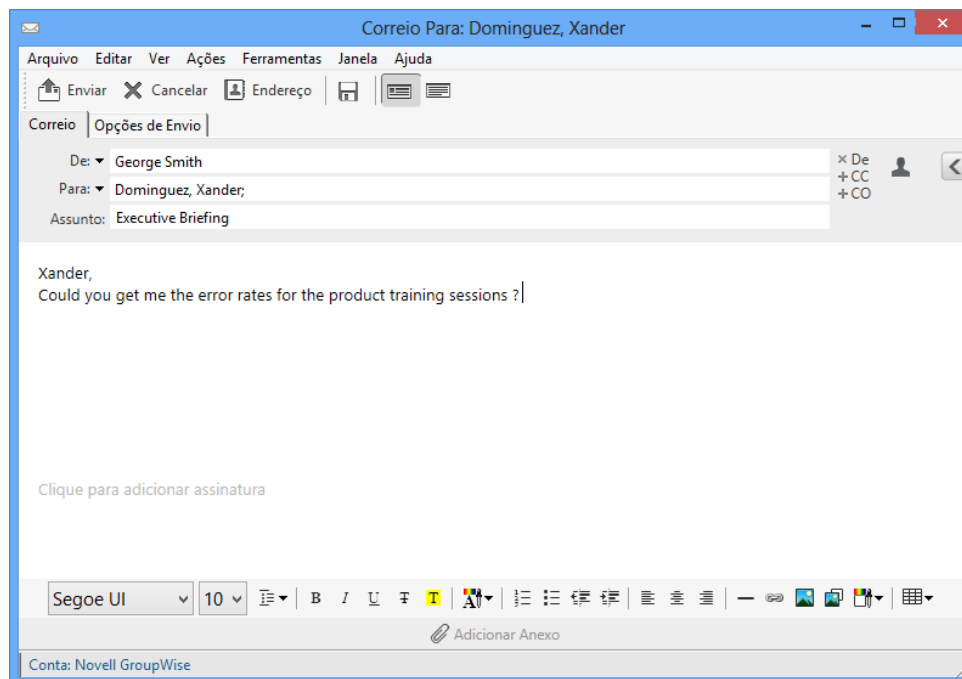 Correio Para: Dominguez, Xander
Arquivo Editar Ver Ações Ferramentas Janela Ajuda
Enviar Cancelar Endereço
Correio Opções de Envio
De: George Smith × De
+ CC
Para: Dominguez, Xander;
+ CO
Assunto: Executive Briefing
Xander,
Could you get me the error rates for the product training sessions ?
Clique para adicionar assinatura
Segoe UI 10 B I U T T
Adicionar Anexo
Conta: Novell GroupWise